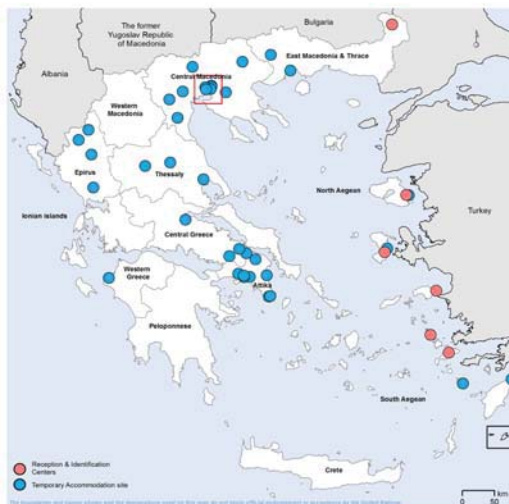 The former
Yugoslav Republic
of Macedonia
Bulgaria
Albania
East Macedonia & Thrace
Central Macedonia
Western
Macedonia
Epirus
Thessaly
North Aegean
Turkey
Ionian islands
Central Greece
Western
Greece
Attika
Peloponnese
South Aegean
Reception & Identification
Centers
Temporary Accommodation site
Crete
km
50